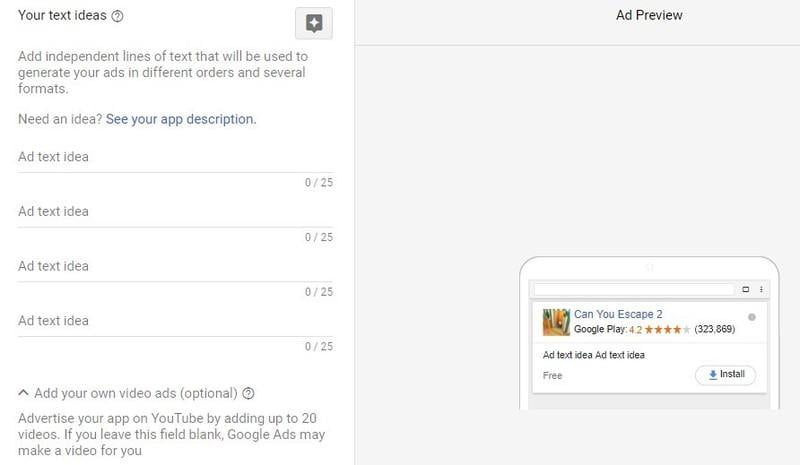 Your text ideas
Add independent lines of text that will be used to
generate your ads in different orders and several
formats.
Need an idea? See your app description.
Ad text idea
0 / 25
Ad text idea
0 / 25
Ad text idea
0 / 25
Ad text idea
0 / 25
Add your own video ads (optional)
Advertise your app on YouTube by adding up to 20
videos. If you leave this field blank, Google Ads may
make a video for you
Ad Preview
Can You Escape 2
Google Play: 4.2 (323,869)
Ad text idea Ad text idea
Free
Install